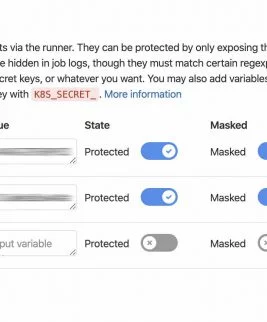 ts via the runner. They can be protected by only exposing th
e hidden in job logs, though they must match certain regexp
cret keys, or whatever you want. You may also add variables
ey with K8S_SECRET_. More information
ue State Masked
Protected Masked
Protected Masked
put variable Protected Masked